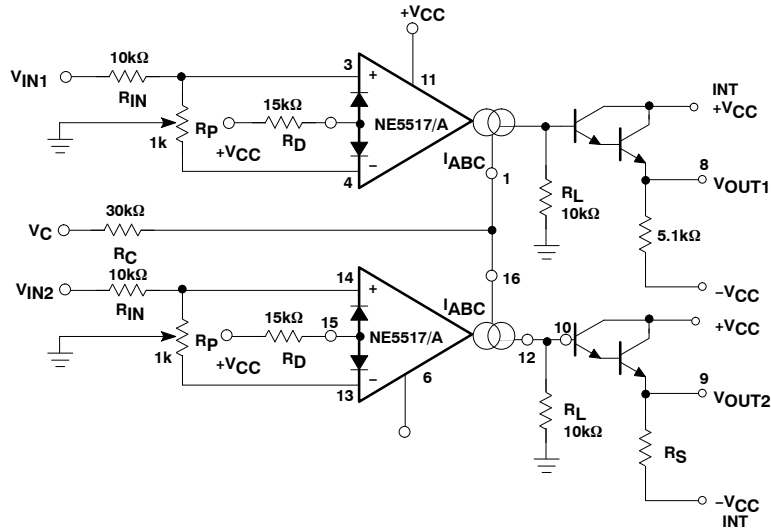 +VCC
10kΩ
VIN1
RIN
3
+
11
INT
+VCC
15kΩ
RP
1k
+VCC
RD
NE5517/A
−
4
IABC
1
8
VOUT1
RL
10kΩ
5.1kΩ
30kΩ
VC
RC
−VCC
10kΩ
VIN2
RIN
14
+
16
IABC
+VCC
15kΩ
15
RP
1k
+VCC
RD
NE5517/A
12
10
−
13
6
9
VOUT2
RL
10kΩ
RS
−VCC
INT